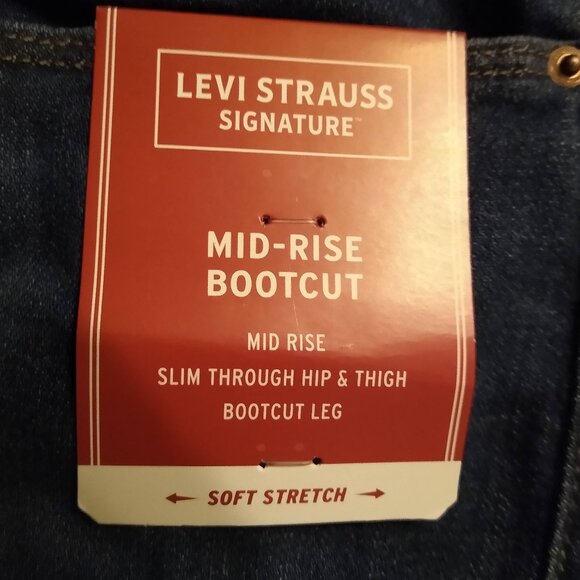 LEVI STRAUSS
SIGNATURE™
MID-RISE
BOOTCUT
MID RISE
SLIM THROUGH HIP & THIGH
BOOTCUT LEG
← SOFT STRETCH →